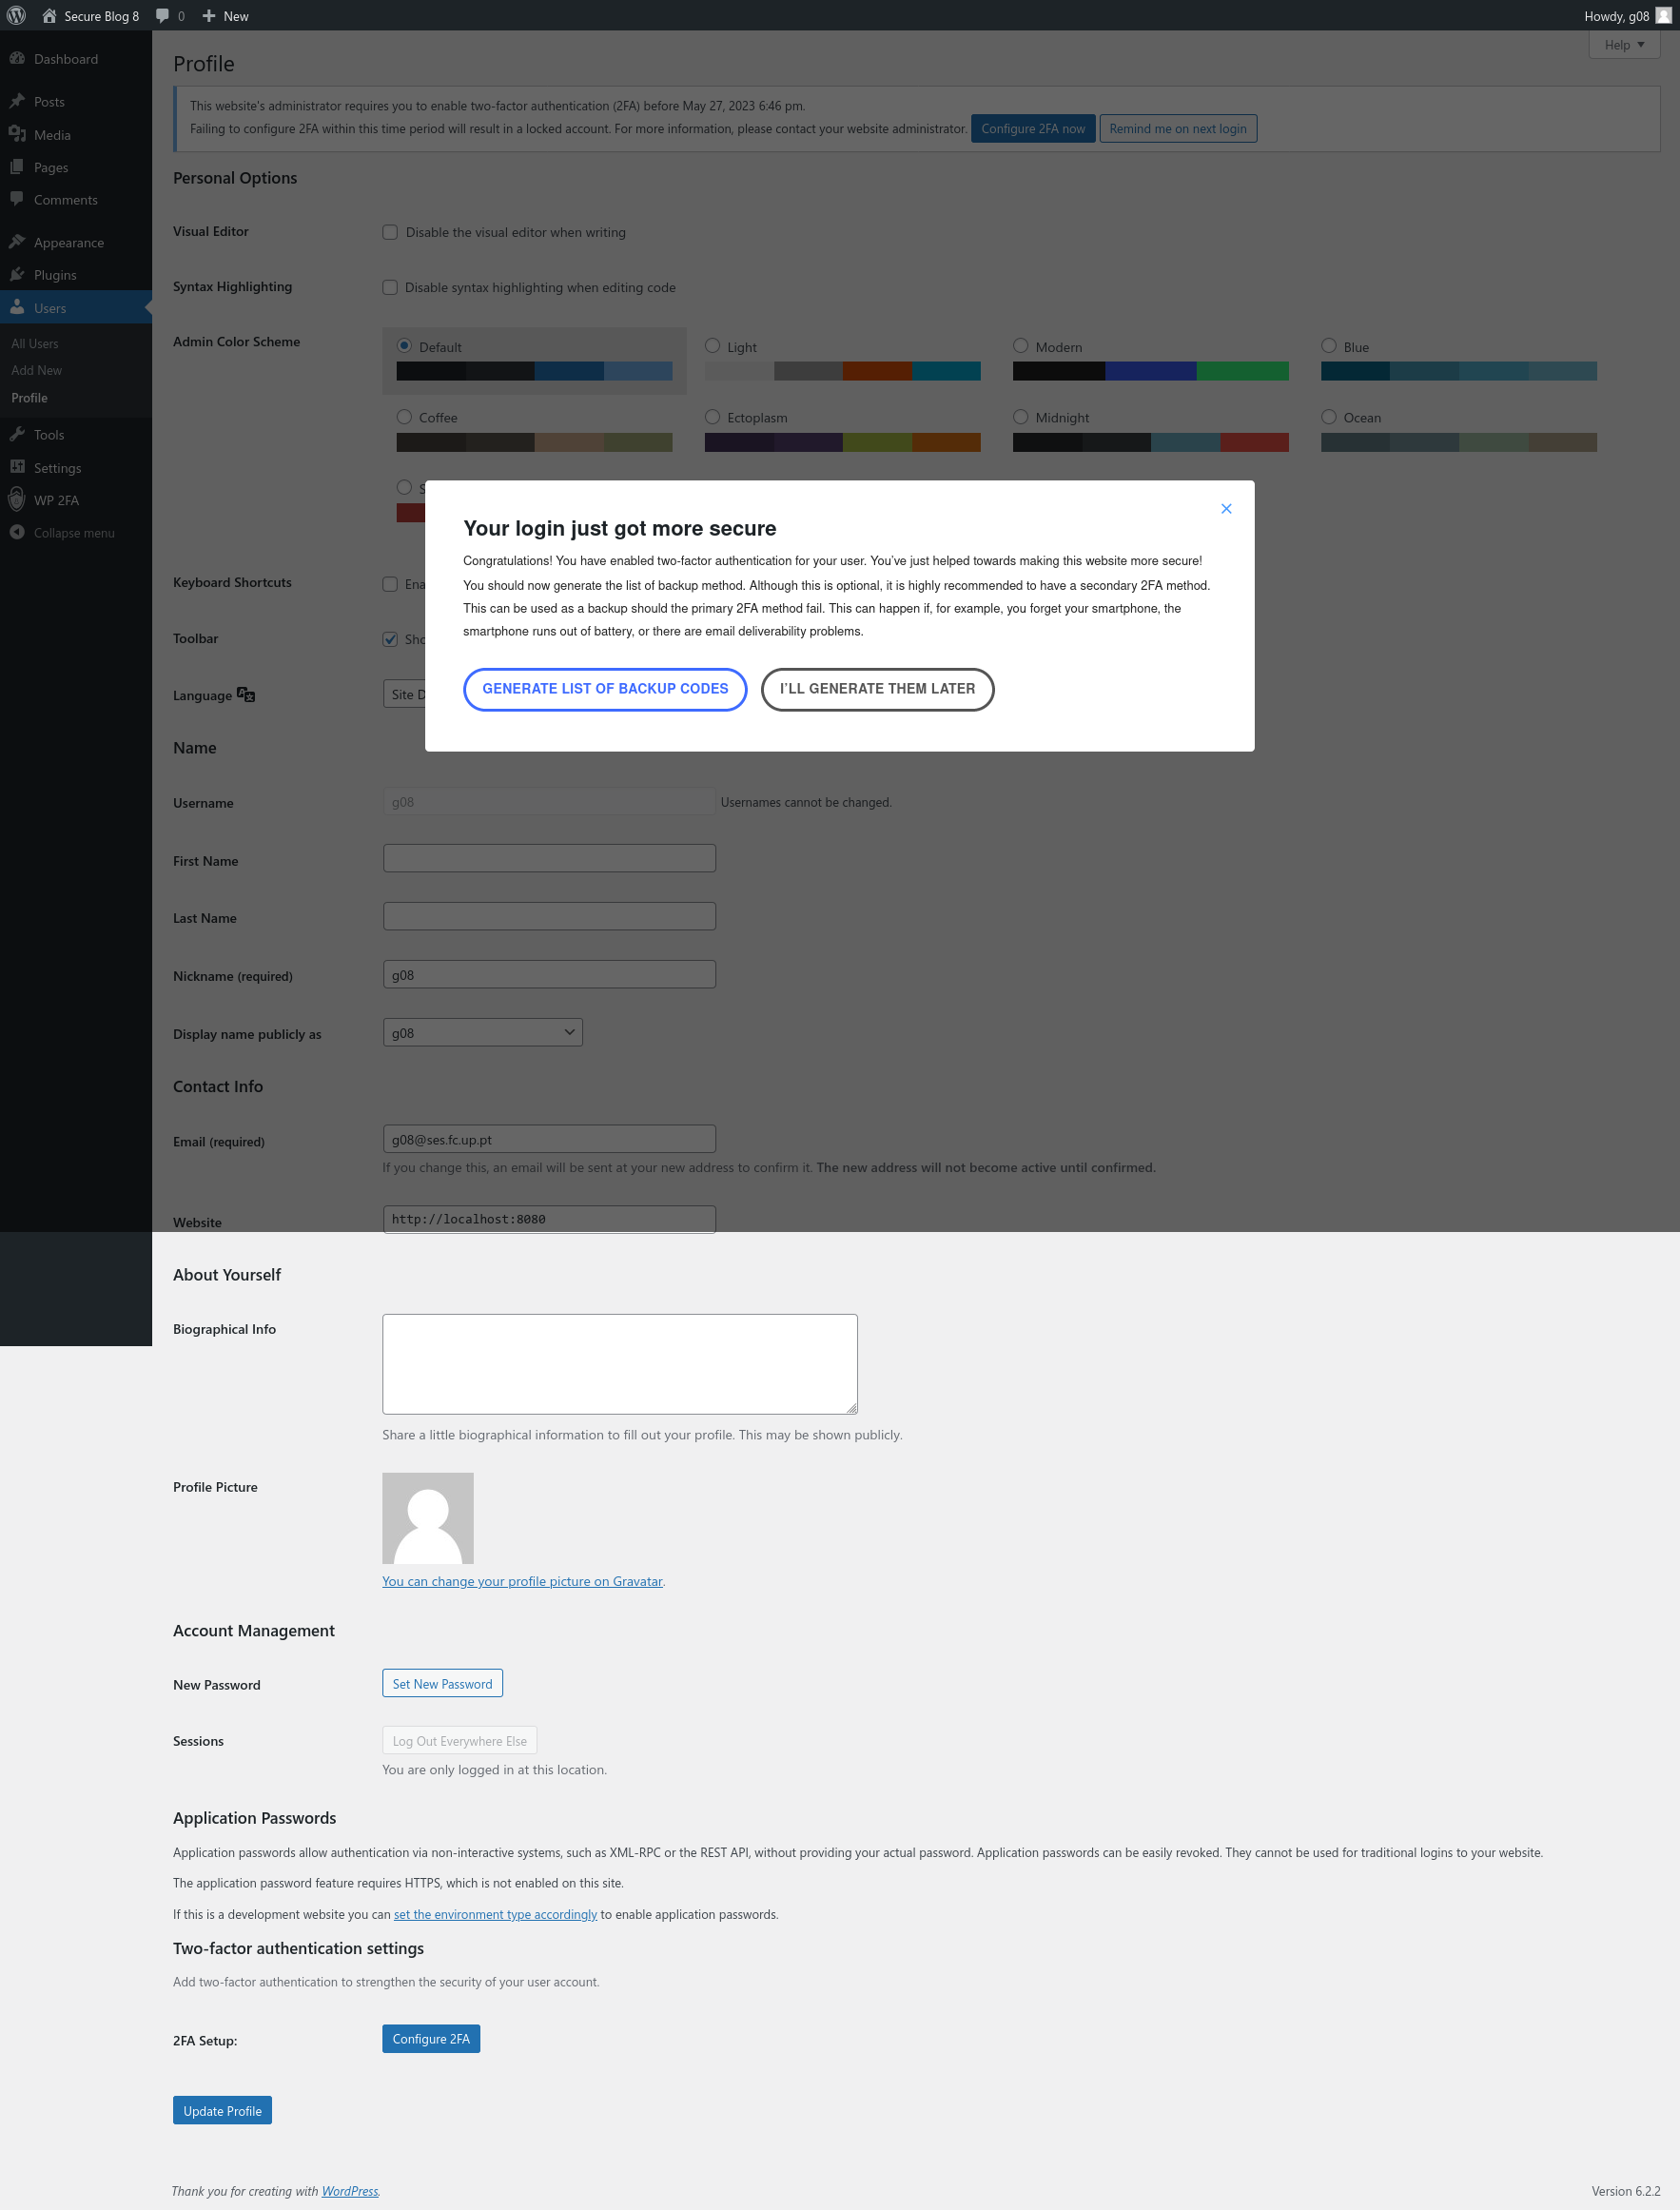 Secure Blog 8 0 New Howdy, g08
Help
Dashboard
Posts
Media
Pages
Comments
Appearance
Plugins
Users
All Users
Add New
Profile
Tools
Settings
WP 2FA
Collapse menu
Profile
This website's administrator requires you to enable two-factor authentication (2FA) before May 27, 2023 6:46 pm.
Failing to configure 2FA within this time period will result in a locked account. For more information, please contact your website administrator. Configure 2FA now Remind me on next login
Personal Options
Visual Editor Disable the visual editor when writing
Syntax Highlighting Disable syntax highlighting when editing code
Admin Color Scheme Default Light Modern Blue
Coffee Ectoplasm Midnight Ocean
Your login just got more secure
Congratulations! You have enabled two-factor authentication for your user. You've just helped towards making this website more secure!
You should now generate the list of backup method. Although this is optional, it is highly recommended to have a secondary 2FA method.
This can be used as a backup should the primary 2FA method fail. This can happen if, for example, you forget your smartphone, the
smartphone runs out of battery, or there are email deliverability problems.
GENERATE LIST OF BACKUP CODES I'LL GENERATE THEM LATER
Keyboard Shortcuts Ena
Toolbar Sho
Language Site D
Name
Username g08 Usernames cannot be changed.
First Name
Last Name
Nickname (required) g08
Display name publicly as g08
Contact Info
Email (required) g08@ses.fc.up.pt
If you change this, an email will be sent at your new address to confirm it. The new address will not become active until confirmed.
Website http://localhost:8080
About Yourself
Biographical Info
Share a little biographical information to fill out your profile. This may be shown publicly.
Profile Picture
You can change your profile picture on Gravatar.
Account Management
New Password Set New Password
Sessions Log Out Everywhere Else
You are only logged in at this location.
Application Passwords
Application passwords allow authentication via non-interactive systems, such as XML-RPC or the REST API, without providing your actual password. Application passwords can be easily revoked. They cannot be used for traditional logins to your website.
The application password feature requires HTTPS, which is not enabled on this site.
If this is a development website you can set the environment type accordingly to enable application passwords.
Two-factor authentication settings
Add two-factor authentication to strengthen the security of your user account.
2FA Setup: Configure 2FA
Update Profile
Thank you for creating with WordPress. Version 6.2.2